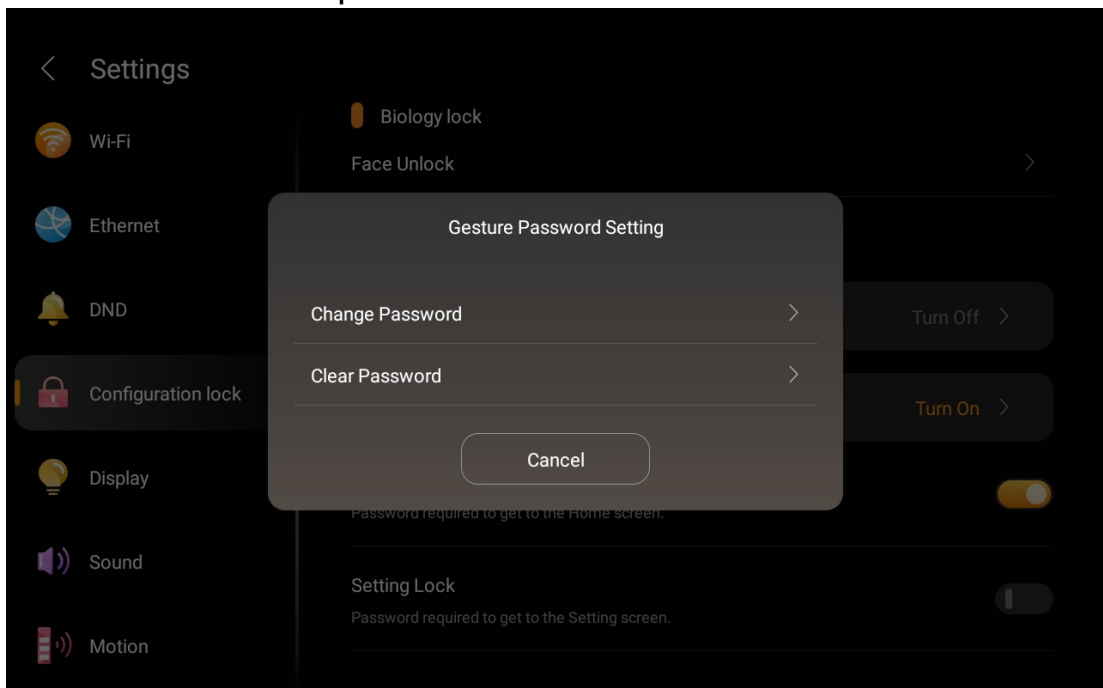 Settings
Wi-Fi
Ethernet
DND
Configuration lock
Display
Sound
Motion
Biology lock
Face Unlock
Gesture Password Setting
Change Password
Clear Password
Cancel
Turn Off
Turn On
Password required to get to the Home screen.
Setting Lock
Password required to get to the Setting screen.